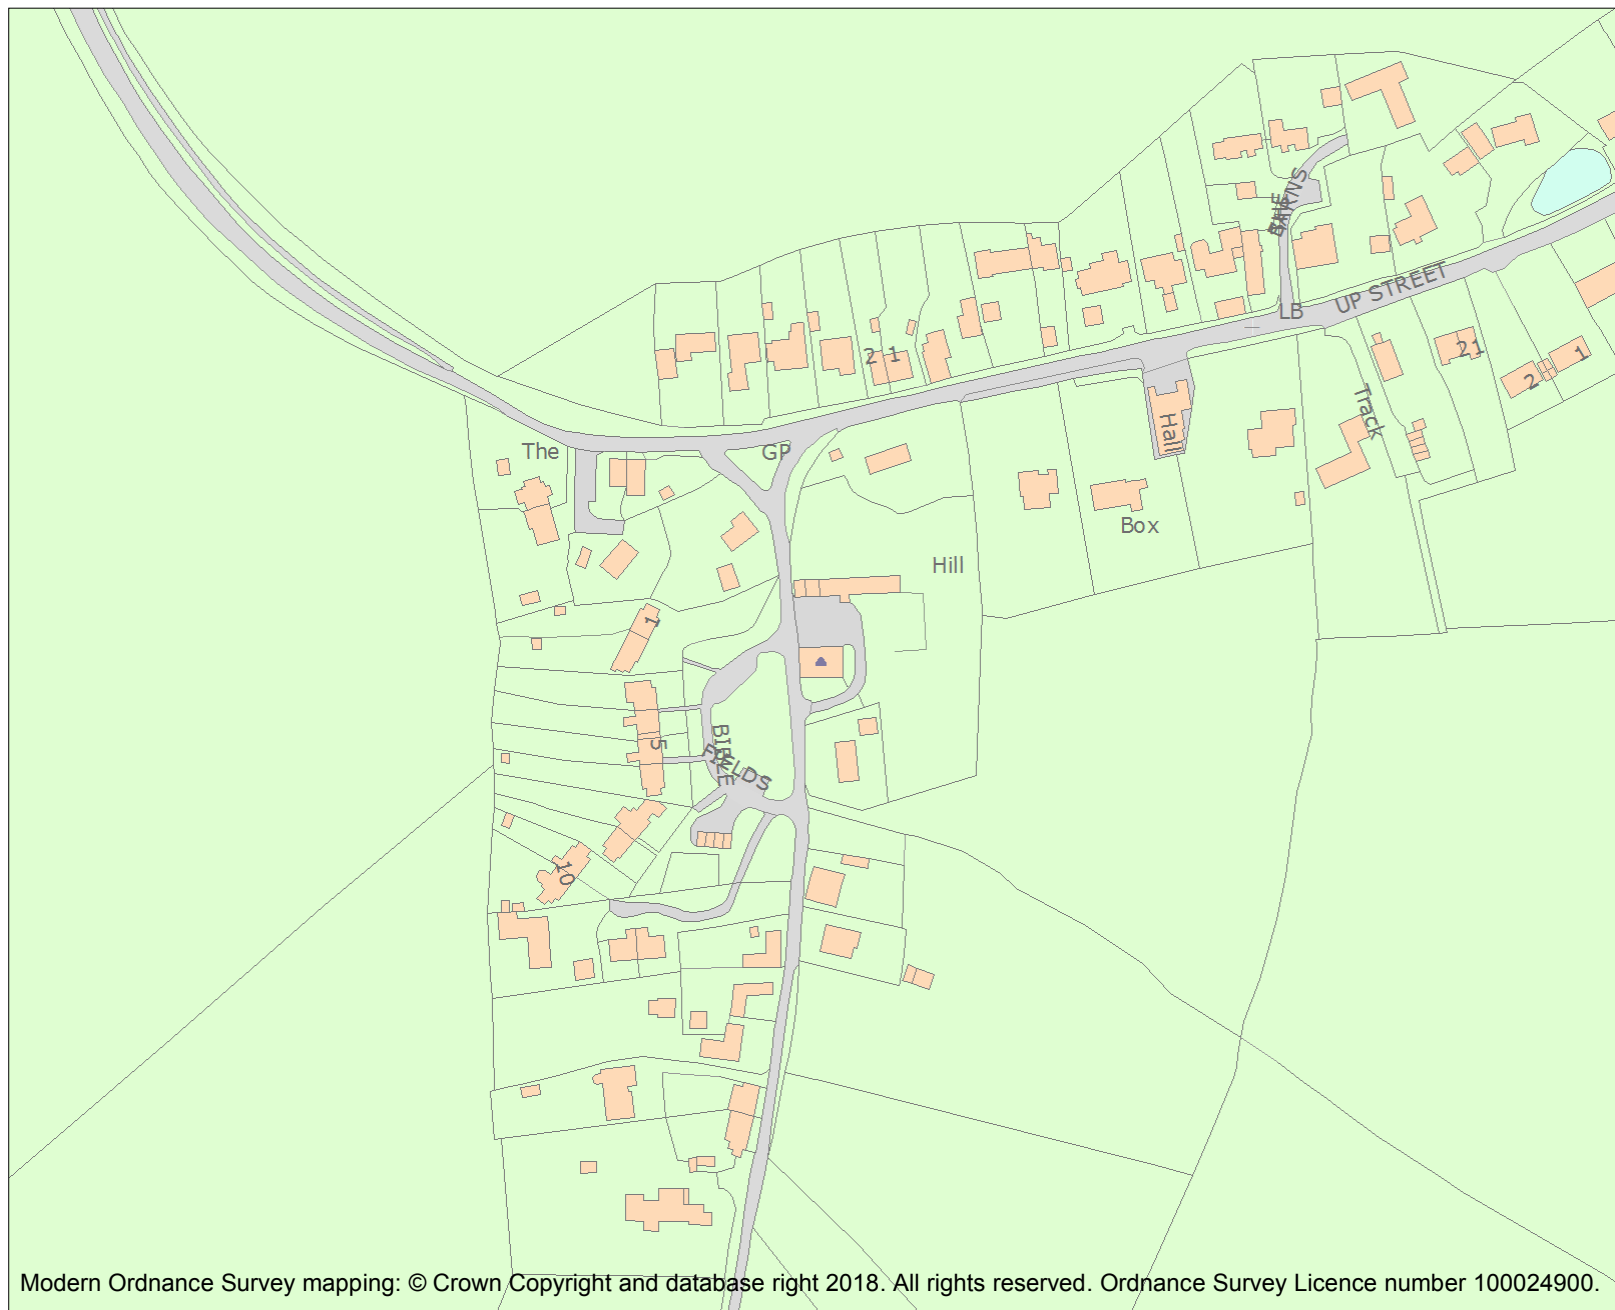 THE
BARNS
UP STREET
LB
2 1
21
1
2
Track
Hall
The
GP
Box
Hill
1
BIBLE
FIELDS
5
10
Modern Ordnance Survey mapping: © Crown Copyright and database right 2018. All rights reserved. Ordnance Survey Licence number 100024900.